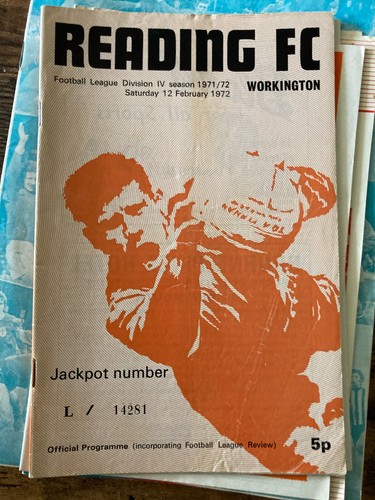 READING FC
Football League Division IV season 1971/72
Saturday 12 February 1972
WORKINGTON
Jackpot number
L / 14281
Official Programme (incorporating Football League Review)
5p